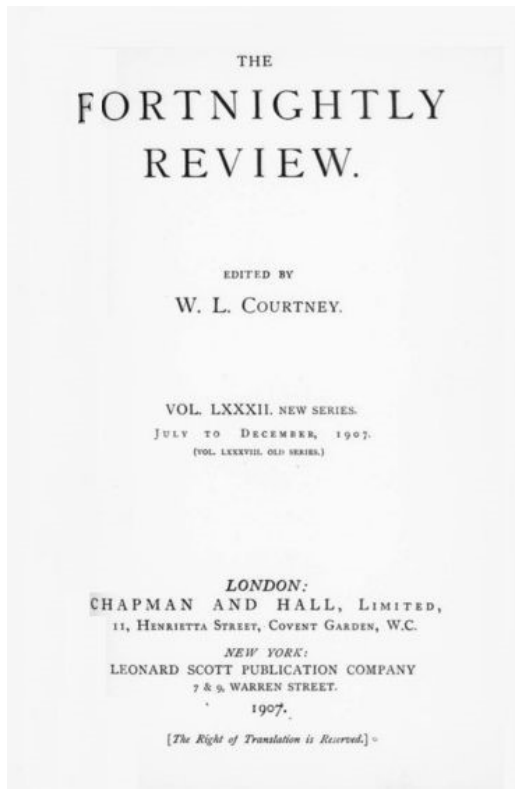 THE
FORTNIGHTLY
REVIEW.
EDITED BY
W. L. COURTNEY.
VOL. LXXXII. NEW SERIES.
JULY TO DECEMBER, 1907.
(VOL. LXXXVIII. OLD SERIES.)
LONDON:
CHAPMAN AND HALL, LIMITED,
11, HENRIETTA STREET, COVENT GARDEN, W.C.
NEW YORK:
LEONARD SCOTT PUBLICATION COMPANY
7 & 9, WARREN STREET.
1907.
[The Right of Translation is Reserved.]